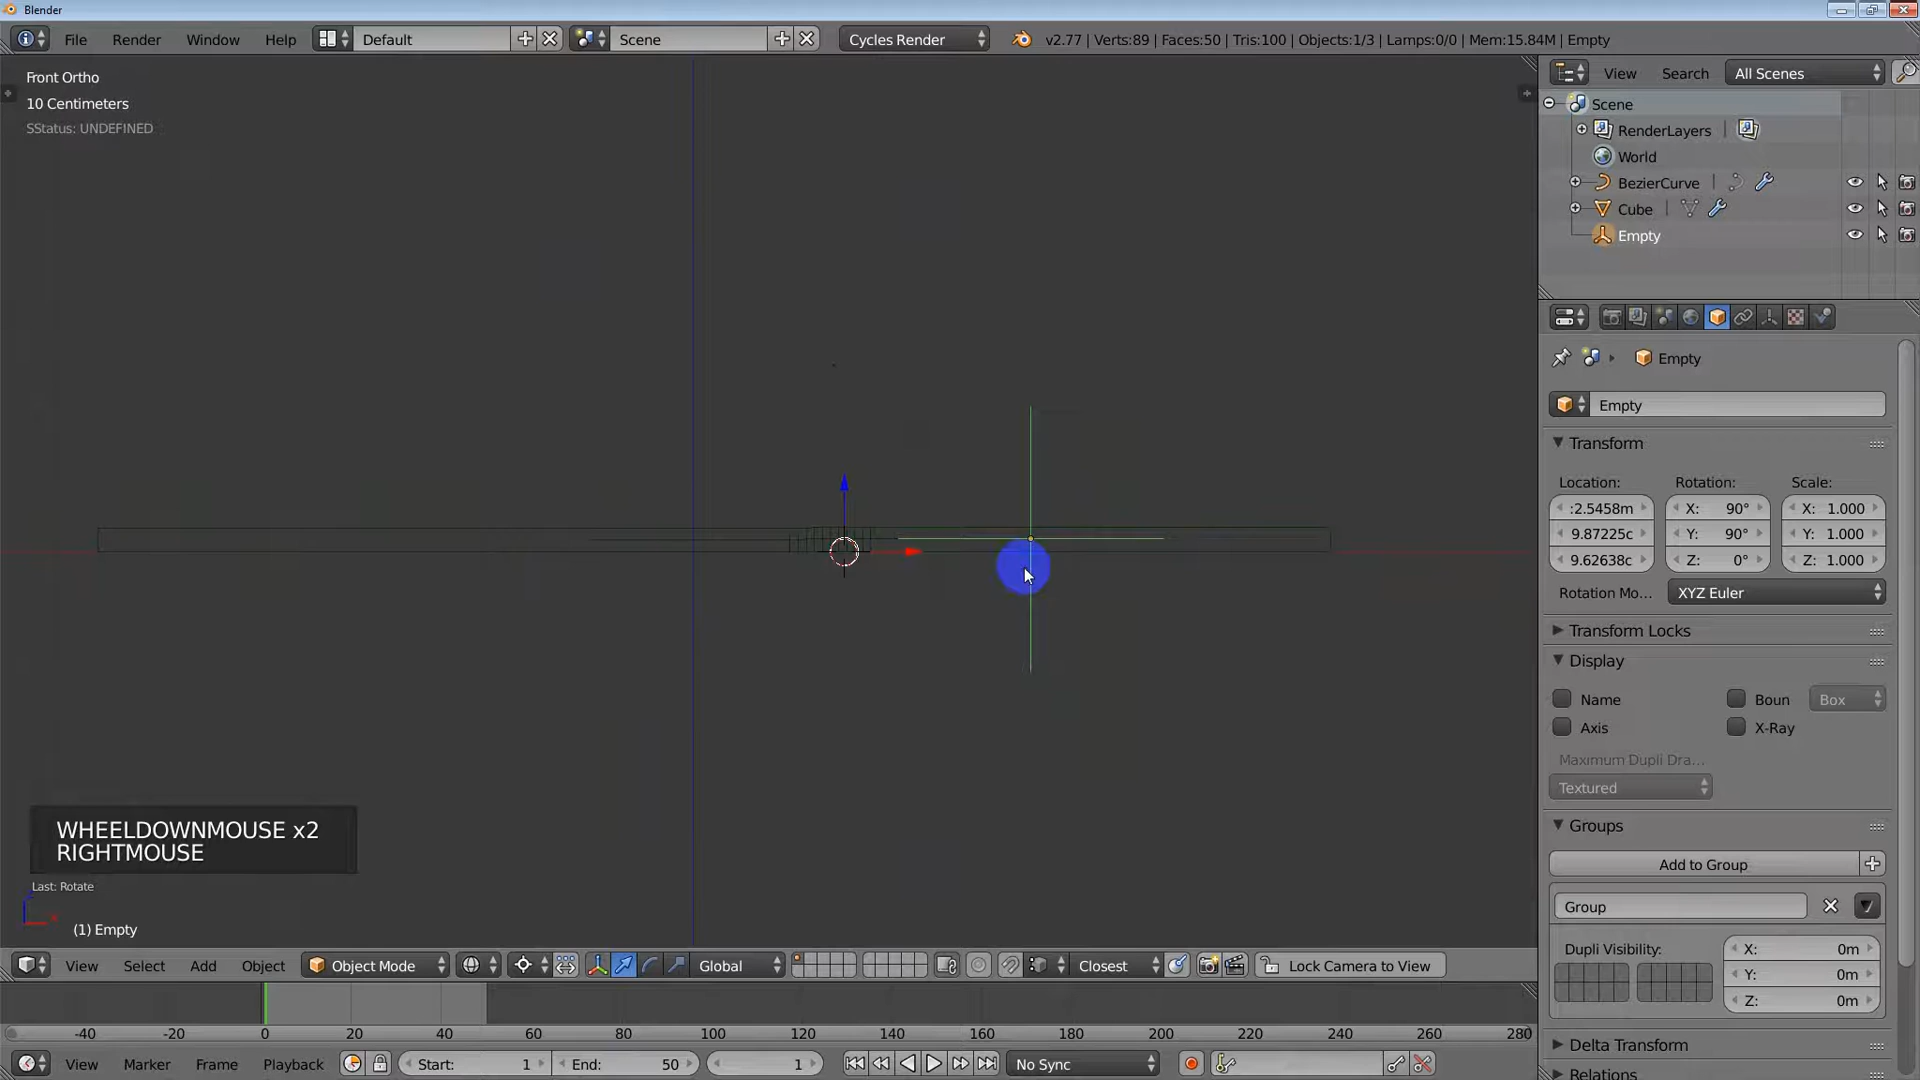 Blender
File Render Window Help Default Scene Cycles Render v2.77 | Verts:89 | Faces:50 | Tris:100 | Objects:1/3 | Lamps:0/0 | Mem:15.84M | Empty
Front Ortho
10 Centimeters
SStatus: UNDEFINED
View Search All Scenes
Scene
RenderLayers
World
BezierCurve
Cube
Empty
Empty
Empty
Transform
Location: Rotation: Scale:
:2.5458m X: 90° X: 1.000
9.87225c Y: 90° Y: 1.000
9.62638c Z: 0° Z: 1.000
Rotation Mo... XYZ Euler
Transform Locks
Display
Name Boun Box
Axis X-Ray
Maximum Dupli Dra...
Textured
Groups
Add to Group
Group
Dupli Visibility: X: 0m
Y: 0m
Z: 0m
Delta Transform
Relations
WHEELDOWNMOUSE x2
RIGHTMOUSE
Last: Rotate
(1) Empty
View Select Add Object Object Mode Global Closest Lock Camera to View
-40 -20 0 20 40 60 80 100 120 140 160 180 200 220 240 260 280
View Marker Frame Playback Start: 1 End: 50 1 No Sync